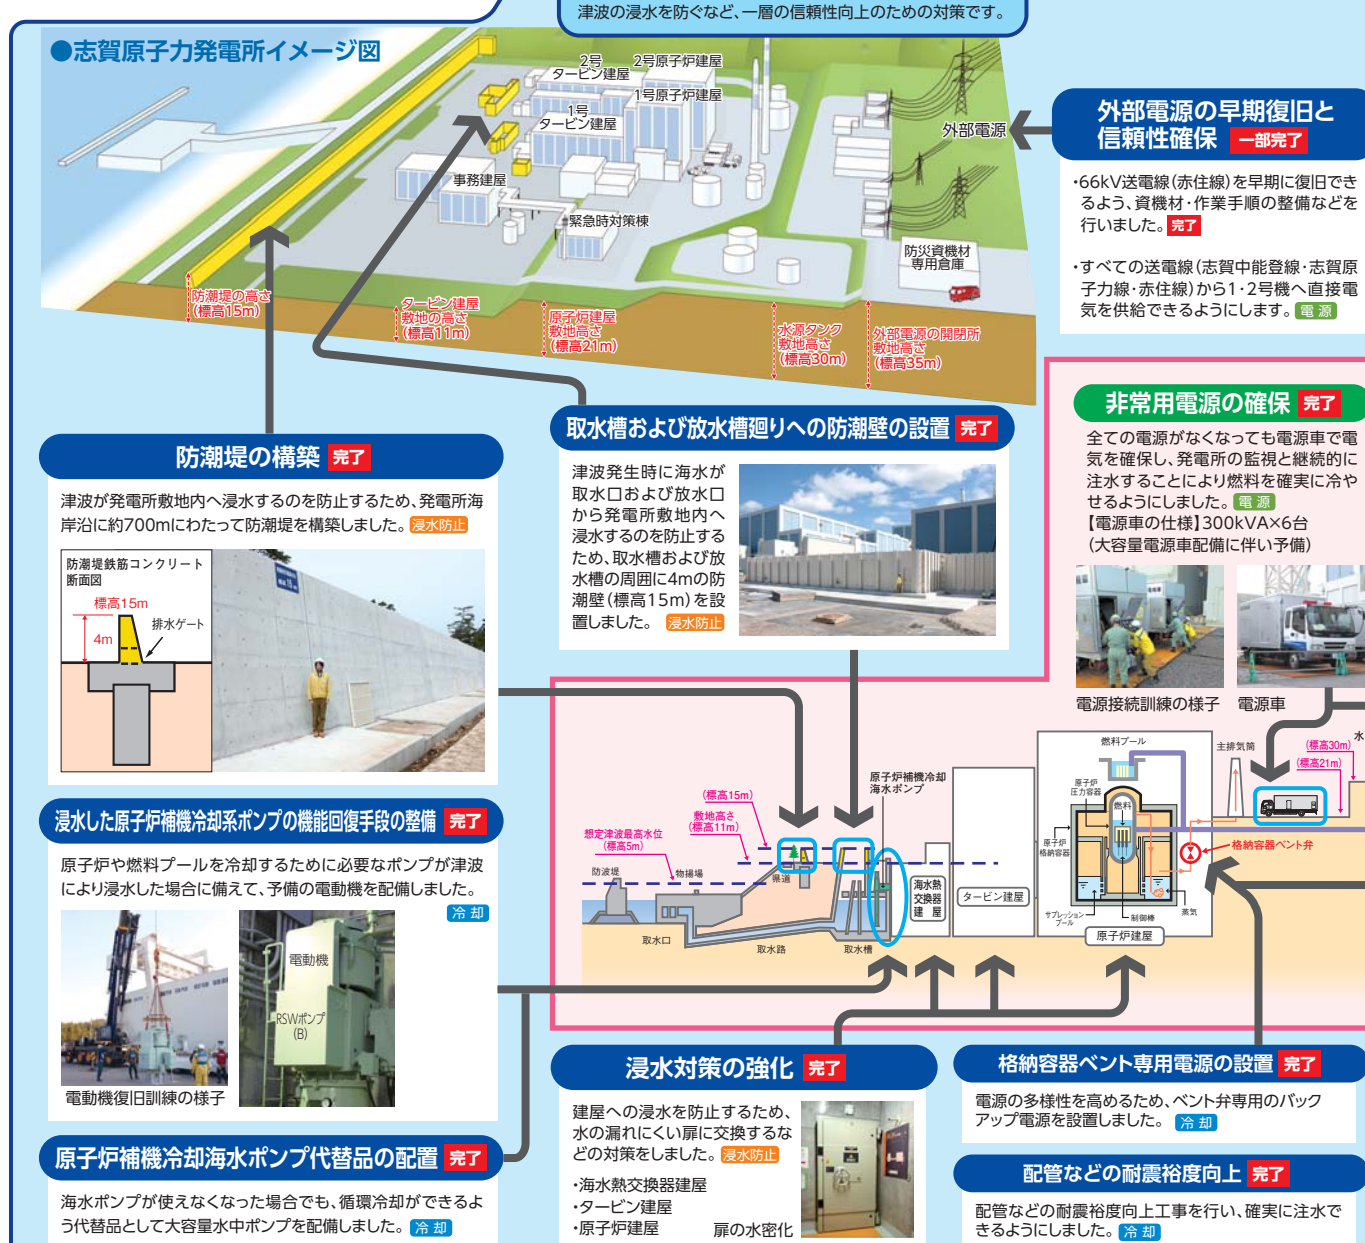 津波の浸水を防ぐなど、一層の信頼性向上のための対策です。
●志賀原子力発電所イメージ図
2号
タービン建屋
2号原子炉建屋
1号原子炉建屋
1号
タービン建屋
外部電源
事務建屋
緊急時対策棟
防災資機材
専用倉庫
防潮堤の高さ
(標高15m)
タービン建屋
敷地の高さ
(標高11m)
原子炉建屋
敷地高さ
(標高21m)
水源タンク
敷地高さ
(標高30m)
外部電源の開閉所
敷地高さ
(標高35m)
外部電源の早期復旧と
信頼性確保 一部完了
・66kV送電線(赤住線)を早期に復旧でき
るよう、資機材・作業手順の整備などを
行いました。 完了
・すべての送電線(志賀中能登線・志賀原
子力線・赤住線)から1・2号機へ直接電
気を供給できるようにします。 電源
防潮堤の構築 完了
津波が発電所敷地内へ浸水するのを防止するため、発電所海
岸沿に約700mにわたって防潮堤を構築しました。 浸水防止
防潮堤鉄筋コンクリート
断面図
標高15m
排水ゲート
4m
取水槽および放水槽廻りへの防潮壁の設置 完了
津波発生時に海水が
取水口および放水口
から発電所敷地内へ
浸水するのを防止する
ため、取水槽および放
水槽の周囲に4mの防
潮壁(標高15m)を設
置しました。 浸水防止
非常用電源の確保 完了
全ての電源がなくなっても電源車で電
気を確保し、発電所の監視と継続的に
注水することにより燃料を確実に冷や
せるようにしました。 電源
【電源車の仕様】300kVA×6台
(大容量電源車配備に伴い予備)
電源接続訓練の様子
電源車
浸水した原子炉補機冷却系ポンプの機能回復手段の整備 完了
原子炉や燃料プールを冷却するために必要なポンプが津波
により浸水した場合に備えて、予備の電動機を配備しました。
冷却
電動機
RSWポンプ
(B)
電動機復旧訓練の様子
原子炉補機冷却海水ポンプ代替品の配置 完了
海水ポンプが使えなくなった場合でも、循環冷却ができるよ
う代替品として大容量水中ポンプを配備しました。 冷却
想定津波最高水位
(標高5m)
(標高15m)
敷地高さ
(標高11m)
原子炉補機冷却
海水ポンプ
防波堤
物揚場
県道
取水口
取水路
取水槽
海水熱
交換器
建屋
タービン建屋
燃料プール
原子炉
圧力容器
燃料
原子炉
格納容器
サプレッション
プール
制御棒
蒸気
原子炉建屋
主排気筒
格納容器ベント弁
(標高30m)
(標高21m)
水
浸水対策の強化 完了
建屋への浸水を防止するため、
水の漏れにくい扉に交換するな
どの対策をしました。 浸水防止
・海水熱交換器建屋
・タービン建屋
・原子炉建屋
扉の水密化
格納容器ベント専用電源の設置 完了
電源の多様性を高めるため、ベント弁専用のバック
アップ電源を設置しました。 冷却
配管などの耐震裕度向上 完了
配管などの耐震裕度向上工事を行い、確実に注水で
きるようにしました。 冷却